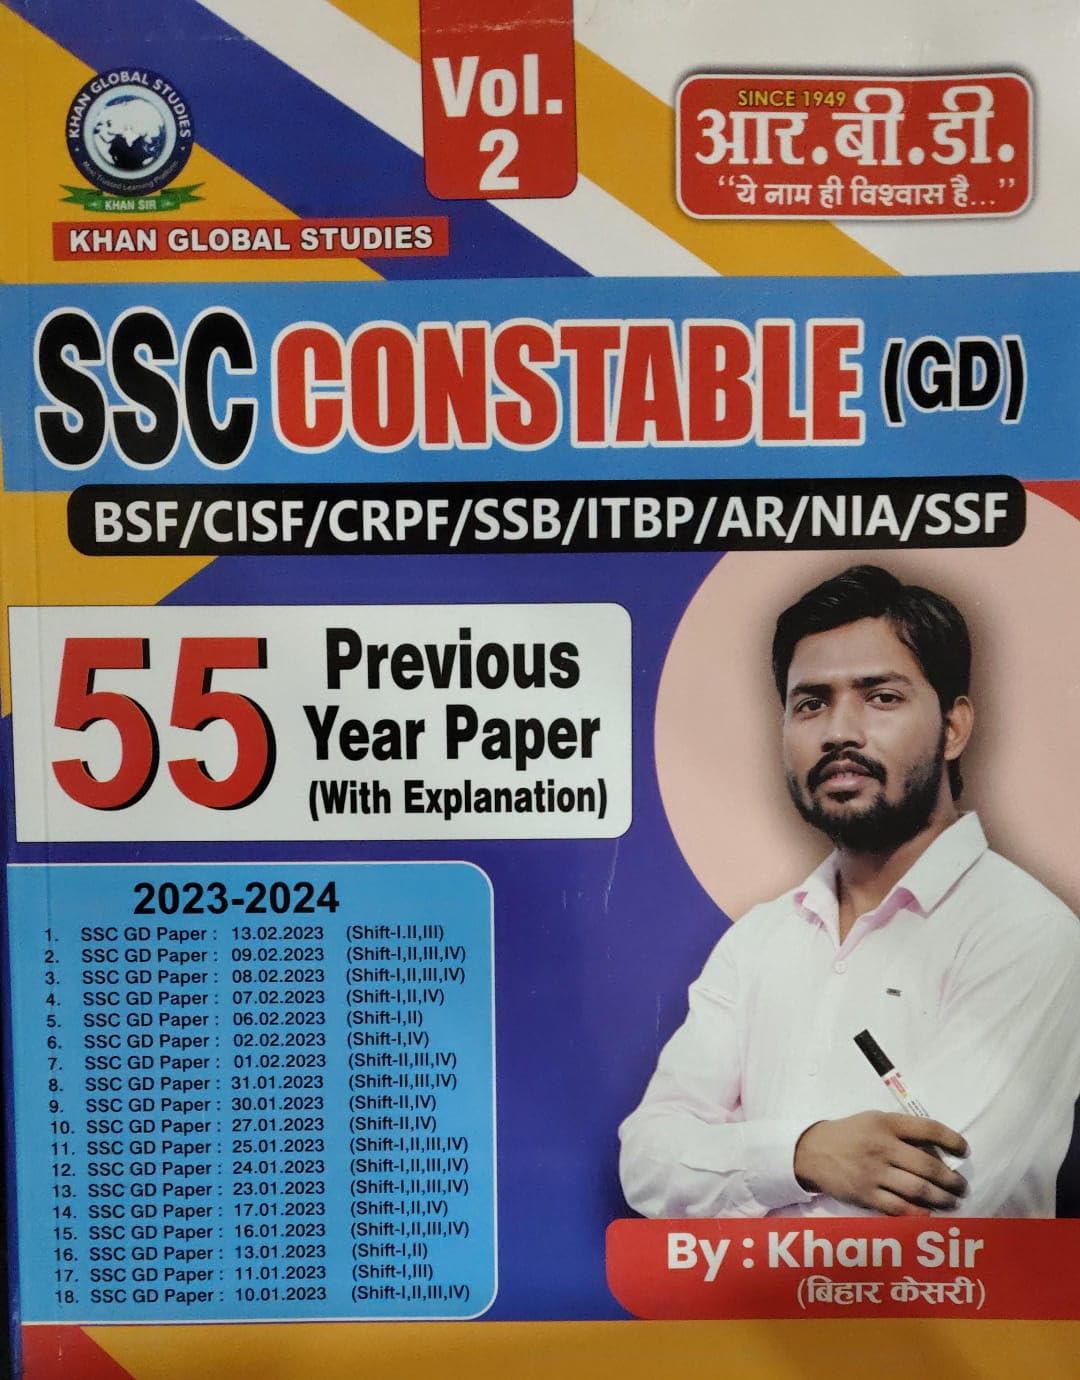 KHAN GLOBAL STUDIES
Most Trusted Learning Platform
KHAN SIR
KHAN GLOBAL STUDIES
Vol.
2
SINCE 1949
आर.बी.डी.
“ये नाम ही विश्वास है...”
SSC CONSTABLE (GD)
BSF/CISF/CRPF/SSB/ITBP/AR/NIA/SSF
55 Previous
Year Paper
(With Explanation)
2023-2024
1. SSC GD Paper : 13.02.2023 (Shift-I.II,III)
2. SSC GD Paper : 09.02.2023 (Shift-I,II,III,IV)
3. SSC GD Paper : 08.02.2023 (Shift-I,II,III,IV)
4. SSC GD Paper : 07.02.2023 (Shift-I,II,IV)
5. SSC GD Paper : 06.02.2023 (Shift-I,II)
6. SSC GD Paper : 02.02.2023 (Shift-I,IV)
7. SSC GD Paper : 01.02.2023 (Shift-II,III,IV)
8. SSC GD Paper : 31.01.2023 (Shift-II,III,IV)
9. SSC GD Paper : 30.01.2023 (Shift-II,IV)
10. SSC GD Paper : 27.01.2023 (Shift-II,IV)
11. SSC GD Paper : 25.01.2023 (Shift-I,II,III,IV)
12. SSC GD Paper : 24.01.2023 (Shift-I,II,III,IV)
13. SSC GD Paper : 23.01.2023 (Shift-I,II,III,IV)
14. SSC GD Paper : 17.01.2023 (Shift-I,II,IV)
15. SSC GD Paper : 16.01.2023 (Shift-I,II,III,IV)
16. SSC GD Paper : 13.01.2023 (Shift-I,II)
17. SSC GD Paper : 11.01.2023 (Shift-I,III)
18. SSC GD Paper : 10.01.2023 (Shift-I,II,III,IV)
By : Khan Sir
(बिहार केसरी)